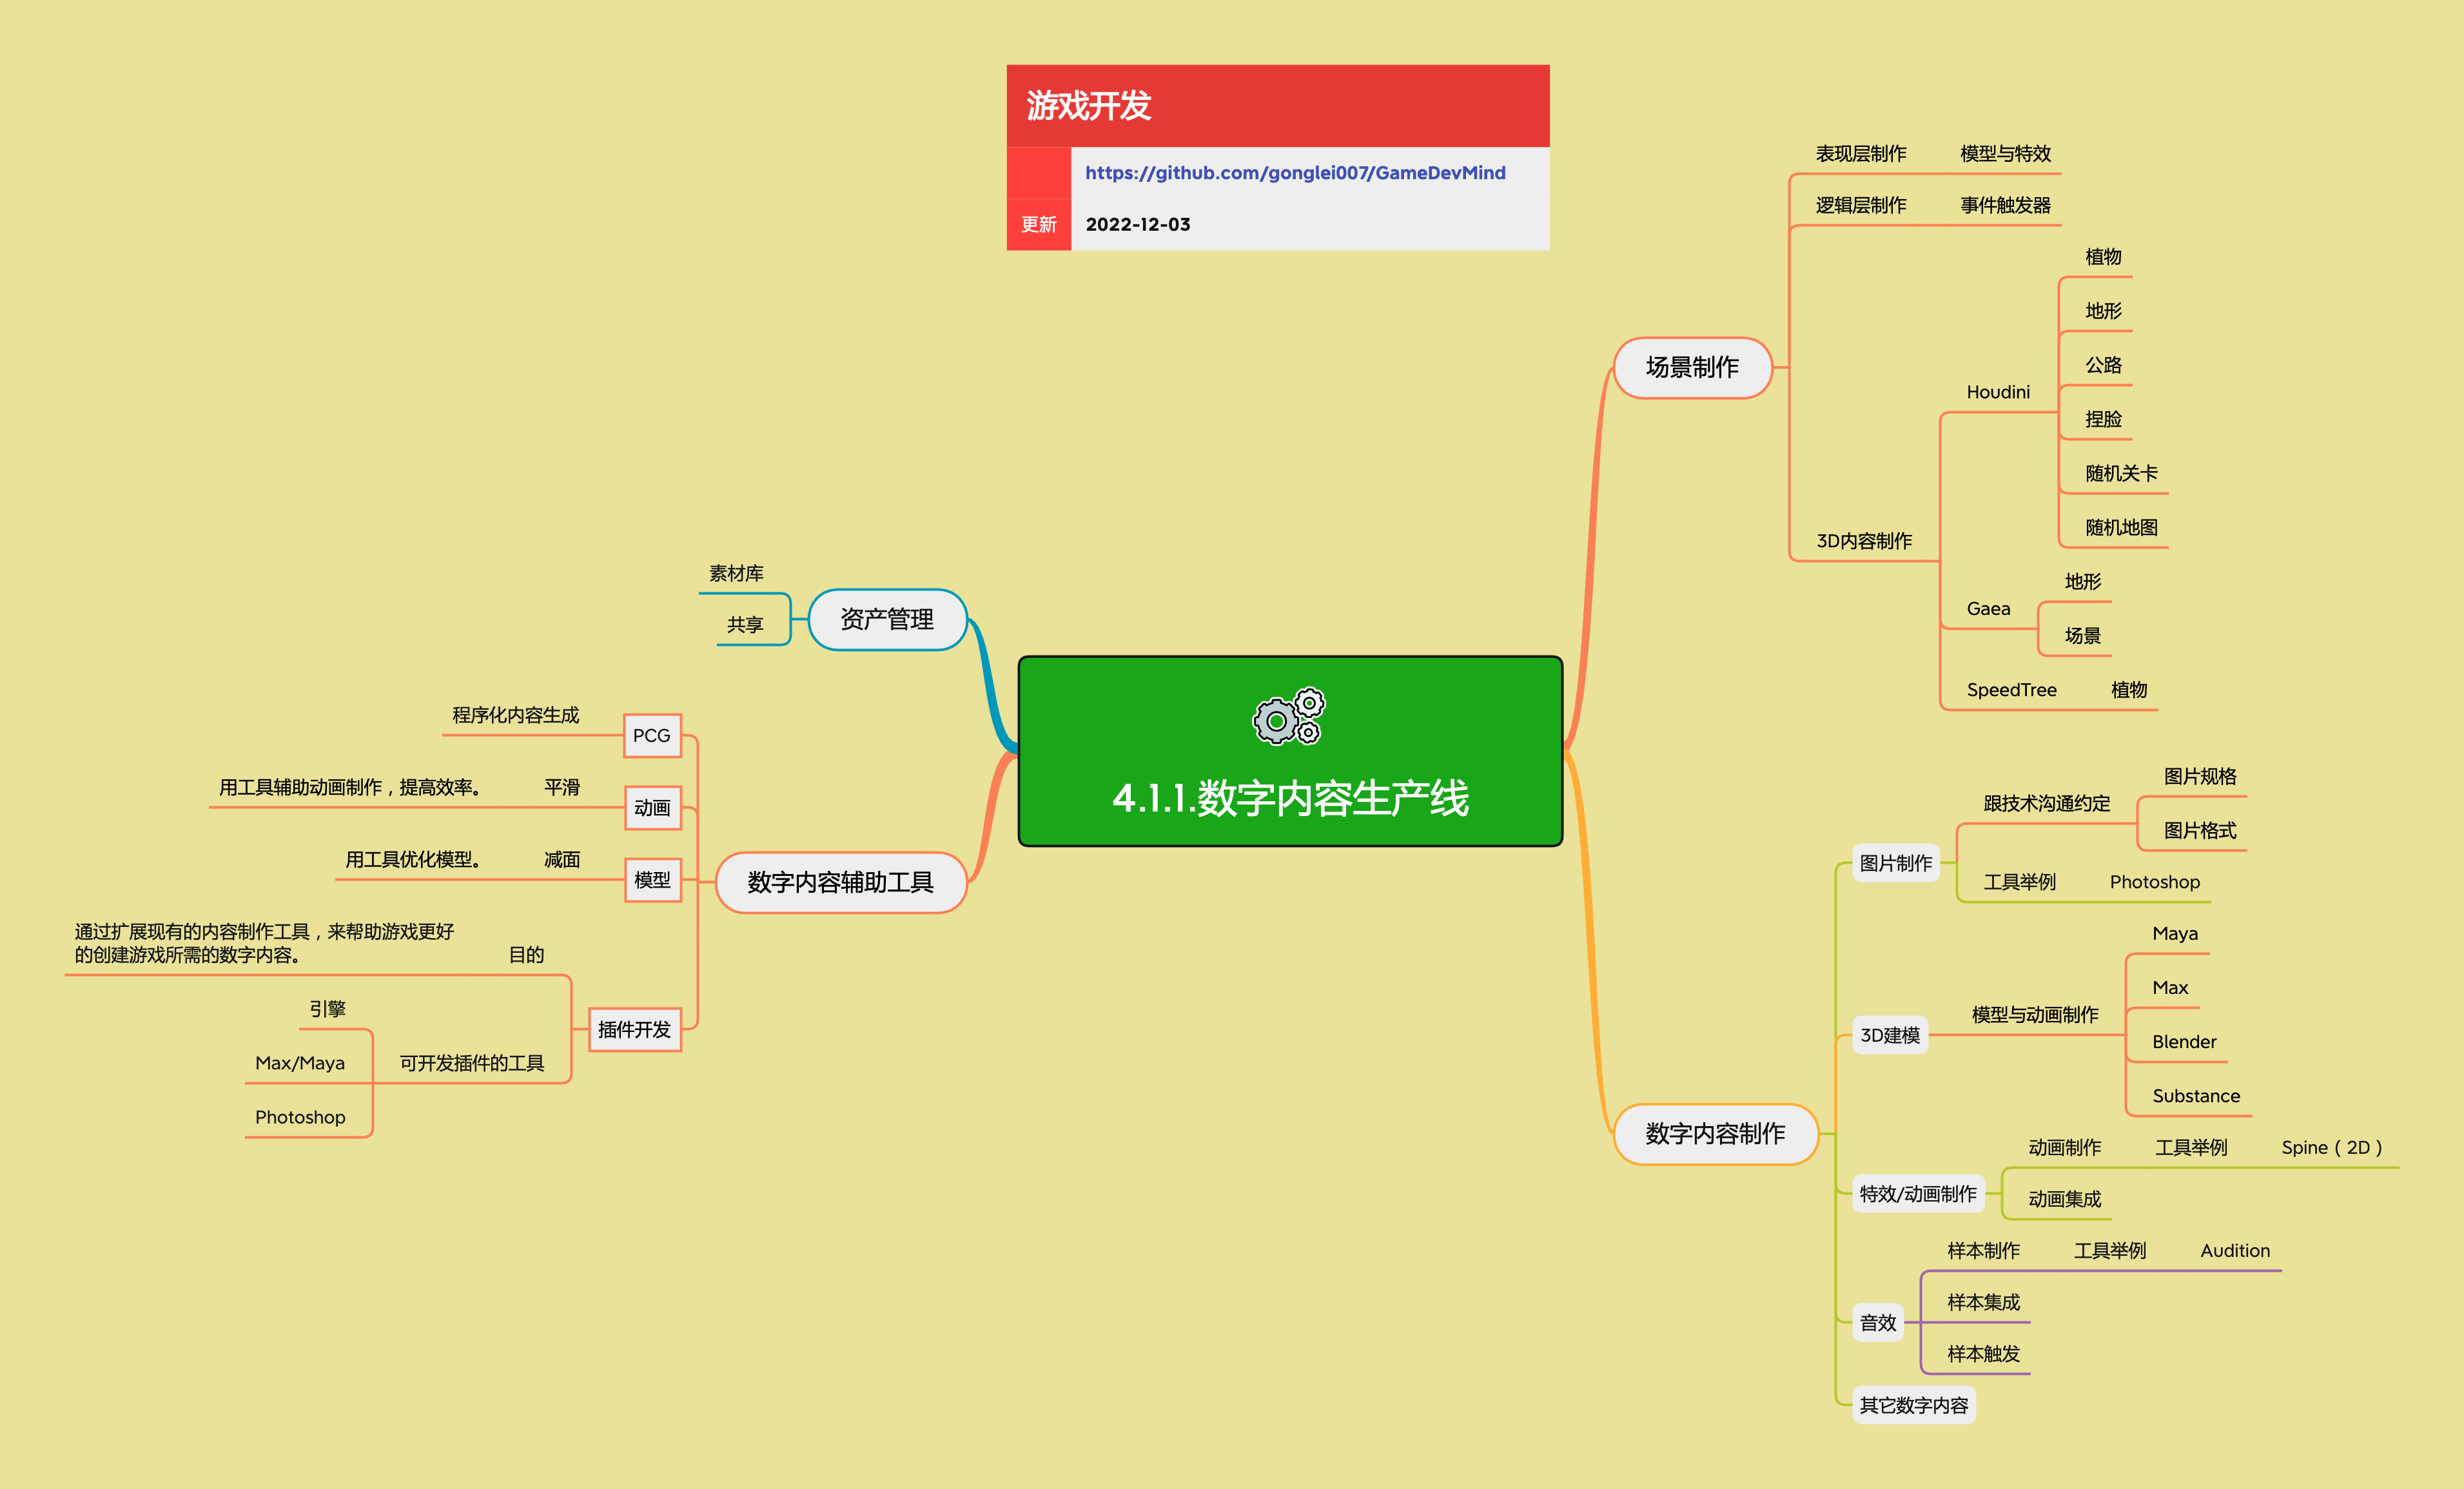 游戏开发
https://github.com/gonglei007/GameDevMind
更新 2022-12-03
4.1.1.数字内容生产线
场景制作
表现层制作 模型与特效
逻辑层制作 事件触发器
3D内容制作
Houdini
植物
地形
公路
捏脸
随机关卡
随机地图
Gaea
地形
场景
SpeedTree 植物
数字内容制作
图片制作
跟技术沟通约定
图片规格
图片格式
工具举例 Photoshop
3D建模
模型与动画制作
Maya
Max
Blender
Substance
特效/动画制作
动画制作 工具举例 Spine（2D）
动画集成
音效
样本制作 工具举例 Audition
样本集成
样本触发
其它数字内容
资产管理
素材库
共享
数字内容辅助工具
PCG
程序化内容生成
动画
平滑
用工具辅助动画制作，提高效率。
模型
减面
用工具优化模型。
插件开发
目的
通过扩展现有的内容制作工具，来帮助游戏更好
的创建游戏所需的数字内容。
可开发插件的工具
引擎
Max/Maya
Photoshop